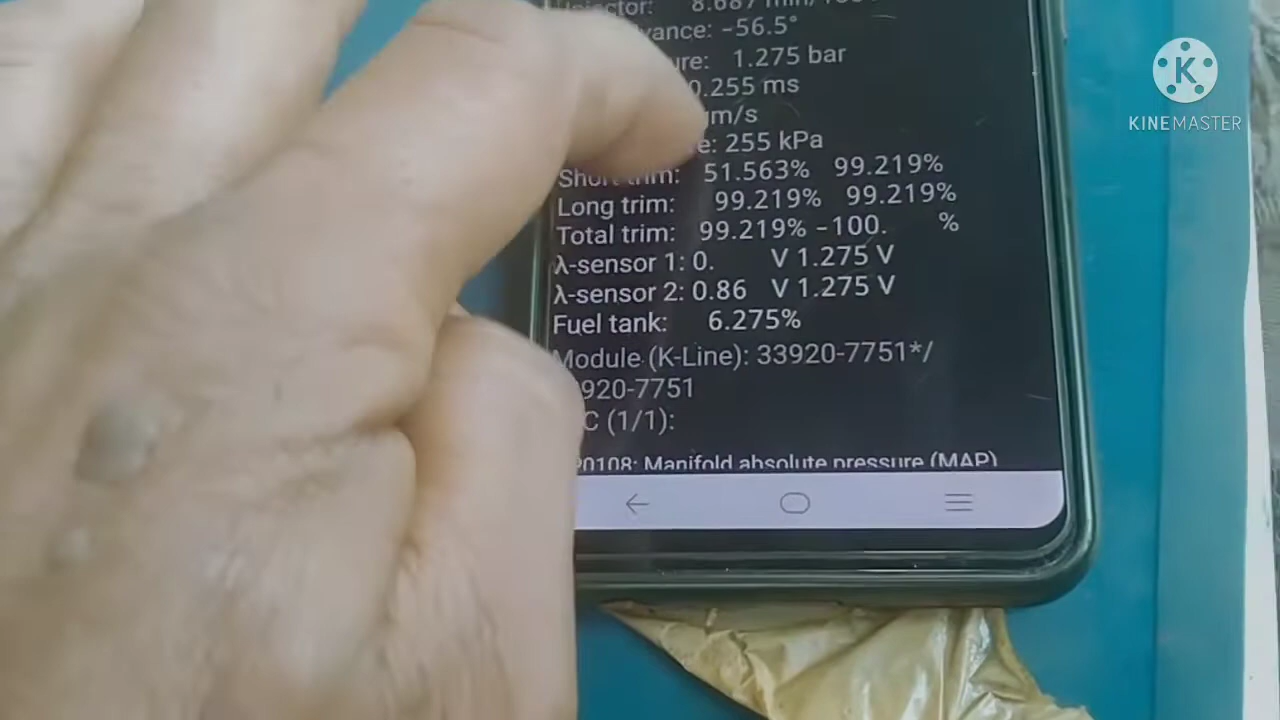 8.687
vance: -56.5°
ure: 1.275 bar
0.255 ms
gm/s
e: 255 kPa
Short trim: 51.563% 99.219%
Long trim: 99.219% 99.219%
Total trim: 99.219% -100. %
λ-sensor 1: 0. V 1.275 V
λ-sensor 2: 0.86 V 1.275 V
Fuel tank: 6.275%
Module (K-Line): 33920-7751*/
920-7751
C (1/1):
P0108: Manifold absolute pressure (MAP)
K
KINEMASTER